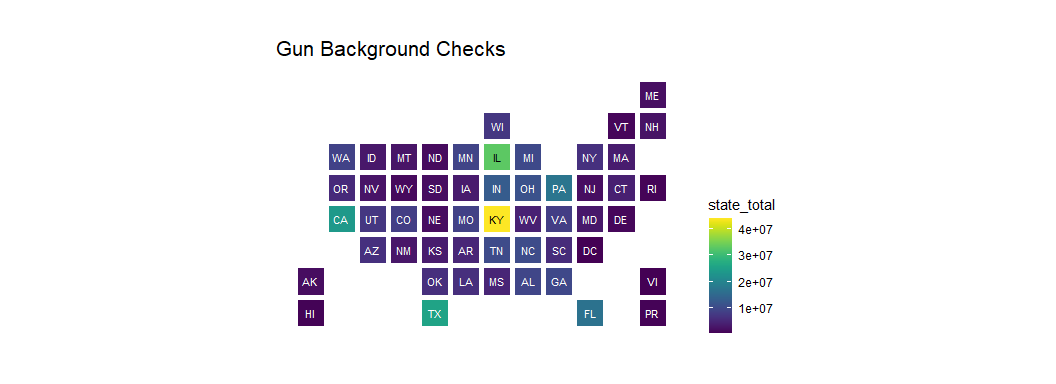 Gun Background Checks
ME
WI VT NH
WA ID MT ND MN IL MI NY MA
OR NV WY SD IA IN OH PA NJ CT RI
CA UT CO NE MO KY WV VA MD DE
AZ NM KS AR TN NC SC DC
AK OK LA MS AL GA VI
HI TX FL PR
state_total
4e+07
3e+07
2e+07
1e+07